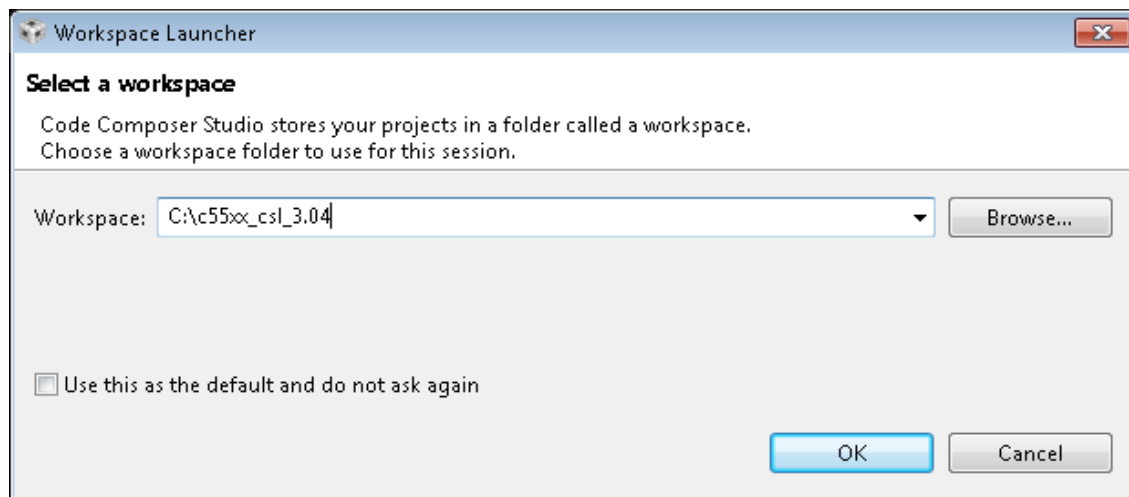 Workspace Launcher
Select a workspace
Code Composer Studio stores your projects in a folder called a workspace.
Choose a workspace folder to use for this session.
Workspace: C:\c55xx_csl_3.04 Browse...
Use this as the default and do not ask again
OK Cancel